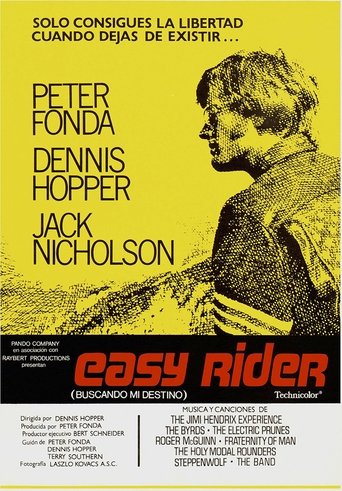 SOLO CONSIGUES LA LIBERTAD
CUANDO DEJAS DE EXISTIR...
PETER
FONDA
DENNIS
HOPPER
JACK
NICHOLSON
PANDO COMPANY
en asociación con
RAYBERT PRODUCTIONS
presentan
easy RIDER
(BUSCANDO MI DESTINO)
Technicolor®
Dirigida por DENNIS HOPPER
Producida por PETER FONDA
Productor ejecutivo BERT SCHNEIDER
Guión de PETER FONDA
DENNIS HOPPER
TERRY SOUTHERN
Fotografía LASZLO KOVACS A.S.C.
MUSICA Y CANCIONES DE
THE JIMI HENDRIX EXPERIENCE
THE BYRDS · THE ELECTRIC PRUNES
ROGER McGUINN · FRATERNITY OF MAN
THE HOLY MODAL ROUNDERS
STEPPENWOLF · THE BAND